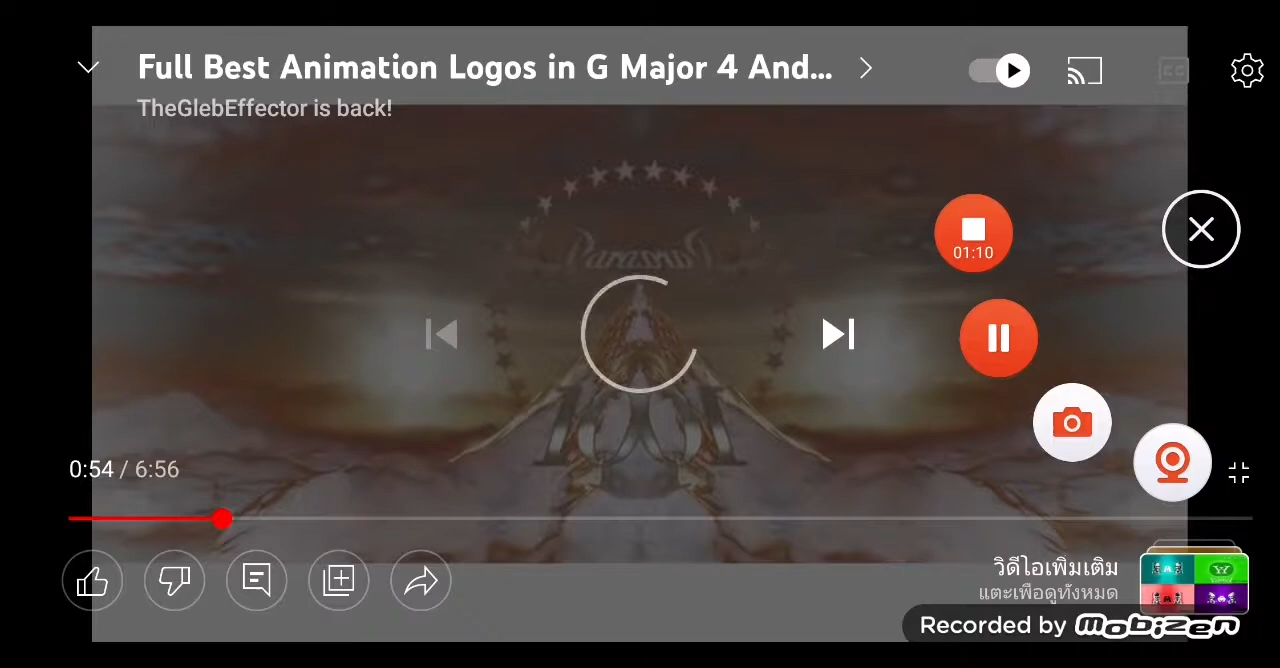 Full Best Animation Logos in G Major 4 And...
TheGlebEffector is back!
CC
01:10
0:54 / 6:56
วิดีโอเพิ่มเติม
แตะเพื่อดูทั้งหมด
Recorded by mobizen